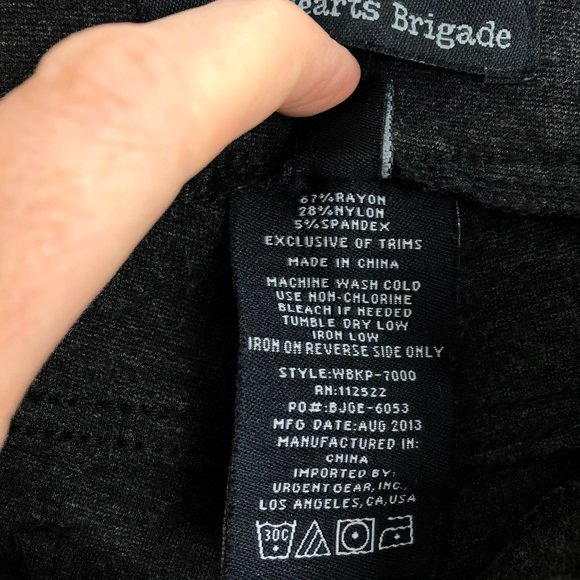 earts Brigade
67%RAYON
28%NYLON
5%SPANDEX
EXCLUSIVE OF TRIMS
MADE IN CHINA
MACHINE WASH COLD
USE NON-CHLORINE
BLEACH IF NEEDED
TUMBLE DRY LOW
IRON LOW
IRON ON REVERSE SIDE ONLY
STYLE:WBKP-7000
RN:112522
PO#:BJGE-6053
MFG DATE:AUG 2013
MANUFACTURED IN:
CHINA
IMPORTED BY:
URGENT GEAR, INC.,
LOS ANGELES, CA, USA
30C